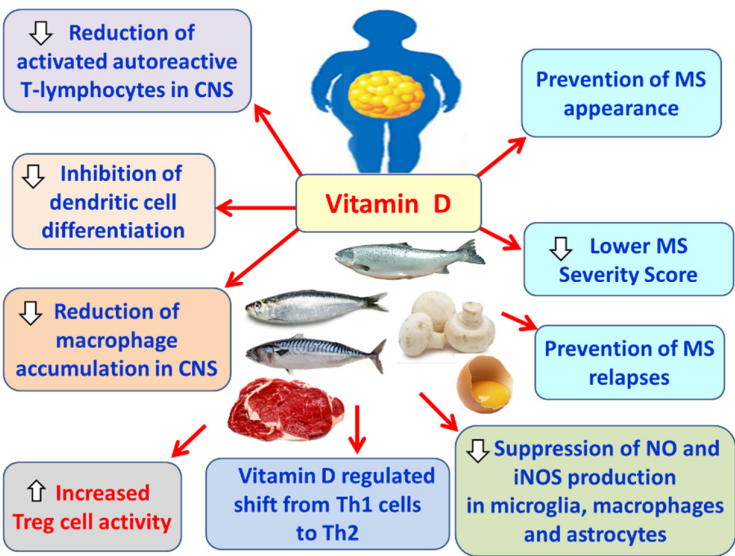 Reduction of
activated autoreactive
T-lymphocytes in CNS
Prevention of MS
appearance
Inhibition of
dendritic cell
differentiation
Vitamin D
Lower MS
Severity Score
Reduction of
macrophage
accumulation in CNS
Prevention of MS
relapses
Increased
Treg cell activity
Vitamin D regulated
shift from Th1 cells
to Th2
Suppression of NO and
iNOS production
in microglia, macrophages
and astrocytes